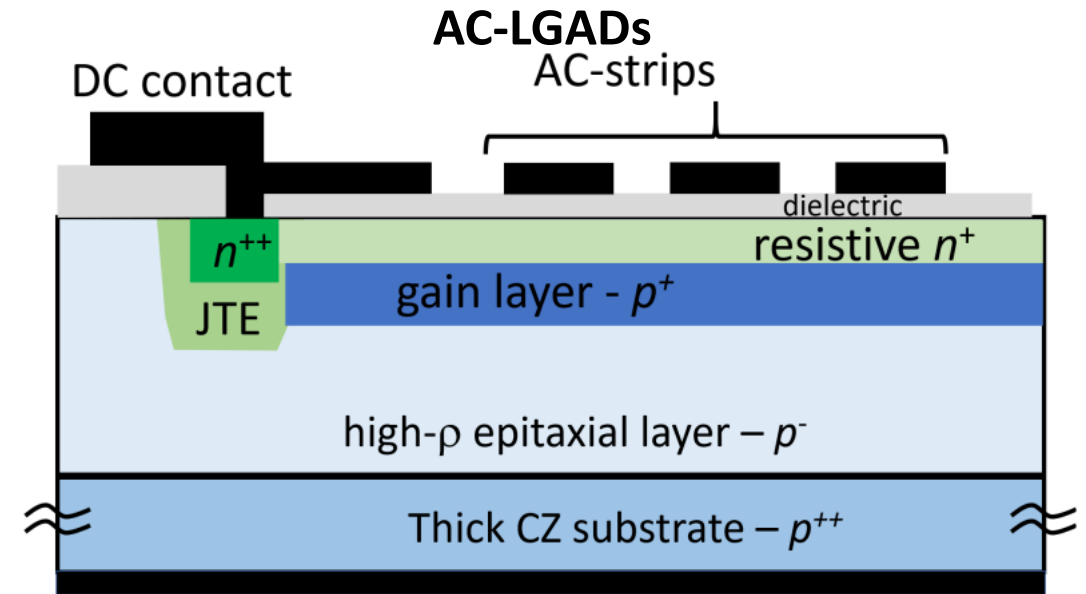 AC-LGADs
DC contact
AC-strips
dielectric
n⁺⁺
resistive n⁺
gain layer - p⁺
JTE
high-ρ epitaxial layer – p⁻
Thick CZ substrate – p⁺⁺